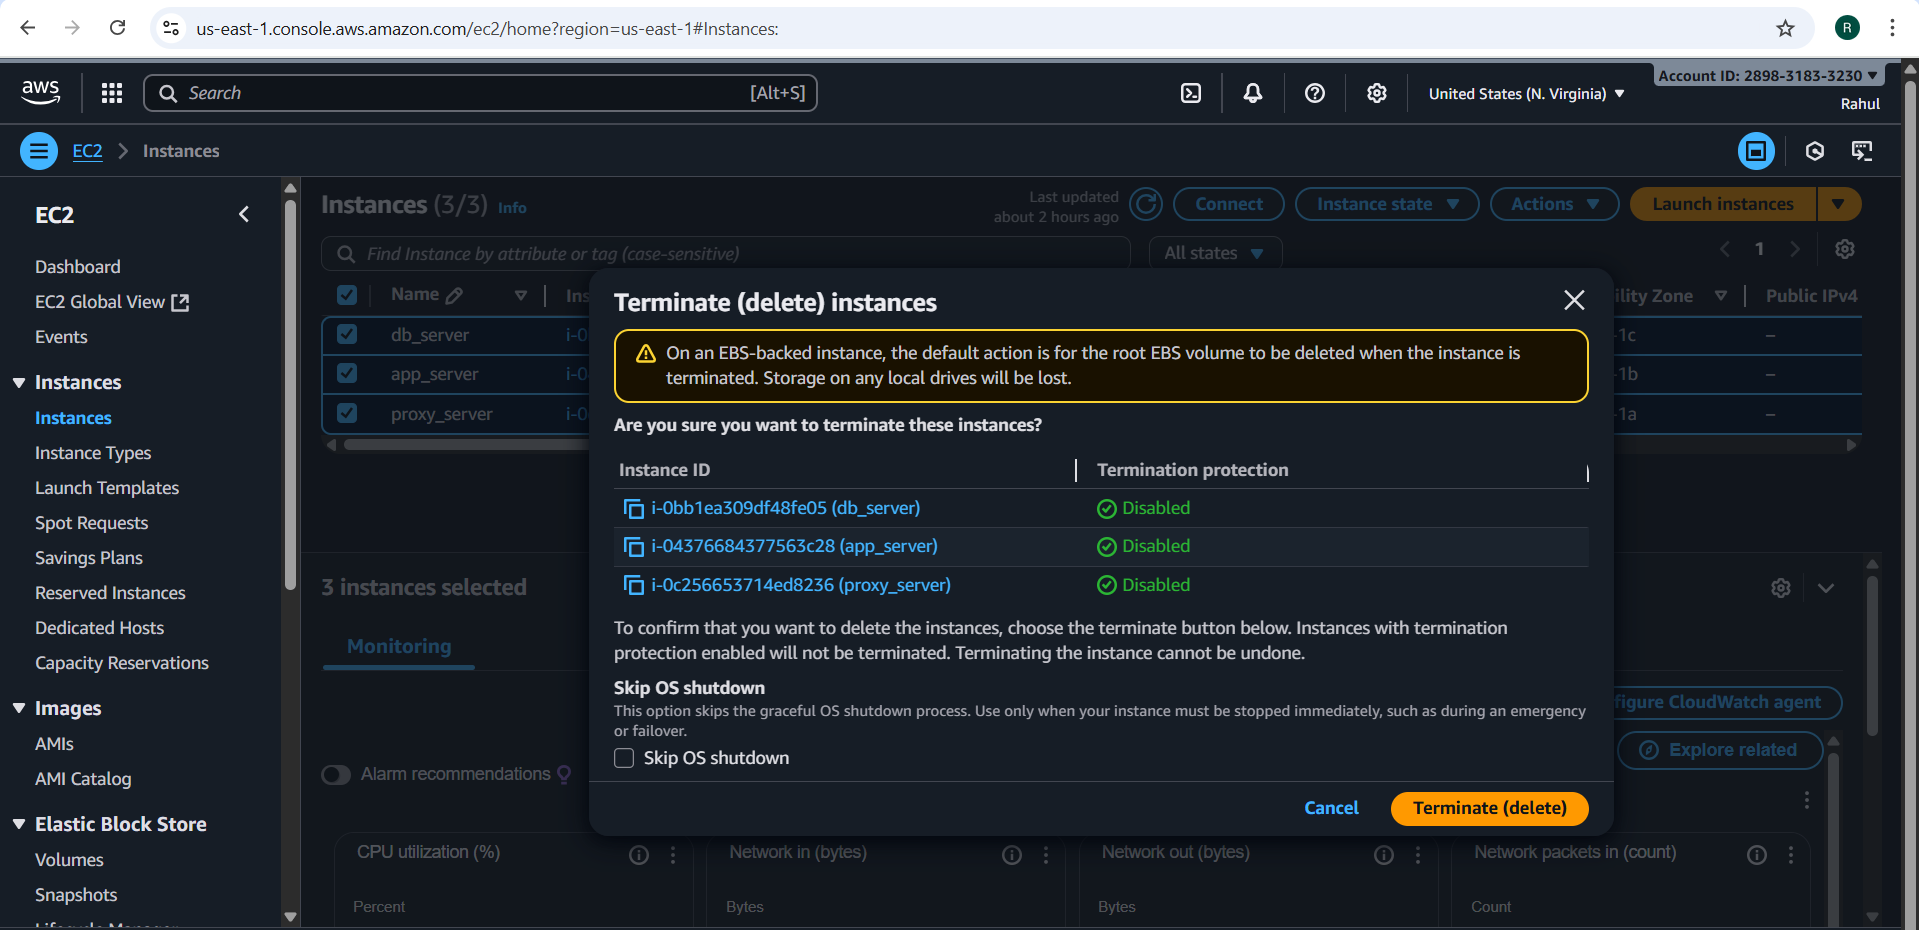 us-east-1.console.aws.amazon.com/ec2/home?region=us-east-1#Instances:
R
aws
Search
[Alt+S]
United States (N. Virginia)
Account ID: 2898-3183-3230
Rahul
EC2
Instances
EC2
Dashboard
EC2 Global View
Events
Instances
Instances
Instance Types
Launch Templates
Spot Requests
Savings Plans
Reserved Instances
Dedicated Hosts
Capacity Reservations
Images
AMIs
AMI Catalog
Elastic Block Store
Volumes
Snapshots
Instances (3/3) Info
Last updated
about 2 hours ago
Connect
Instance state
Actions
Launch instances
Find Instance by attribute or tag (case-sensitive)
All states
1
Name
Ins
ility Zone
Public IPv4
db_server
i-0
-1c
–
app_server
i-0
-1b
–
proxy_server
i-0
-1a
–
Terminate (delete) instances
On an EBS-backed instance, the default action is for the root EBS volume to be deleted when the instance is
terminated. Storage on any local drives will be lost.
Are you sure you want to terminate these instances?
Instance ID
Termination protection
i-0bb1ea309df48fe05 (db_server)
Disabled
i-04376684377563c28 (app_server)
Disabled
i-0c256653714ed8236 (proxy_server)
Disabled
To confirm that you want to delete the instances, choose the terminate button below. Instances with termination
protection enabled will not be terminated. Terminating the instance cannot be undone.
Skip OS shutdown
This option skips the graceful OS shutdown process. Use only when your instance must be stopped immediately, such as during an emergency
or failover.
Skip OS shutdown
Cancel
Terminate (delete)
3 instances selected
Monitoring
figure CloudWatch agent
Explore related
Alarm recommendations
CPU utilization (%)
Percent
Network in (bytes)
Bytes
Network out (bytes)
Bytes
Network packets in (count)
Count